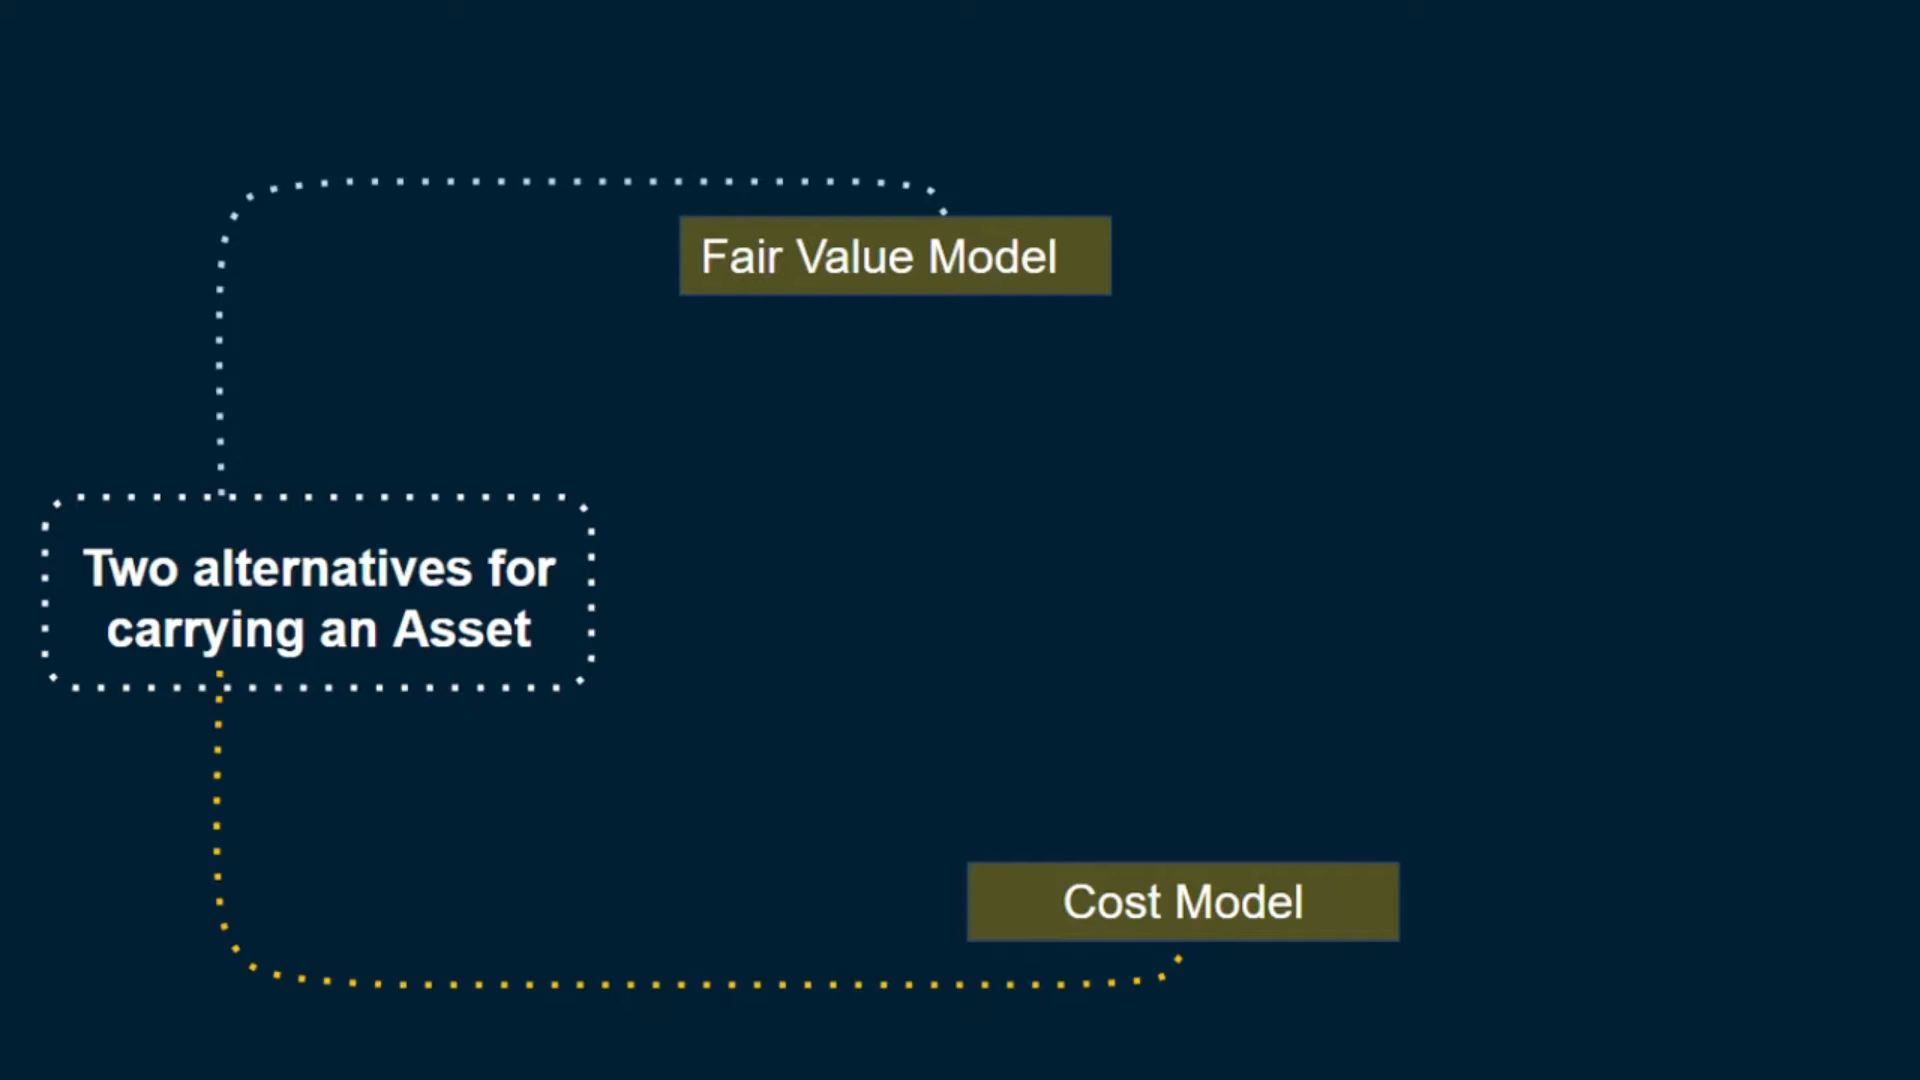 Fair Value Model
Two alternatives for
carrying an Asset
Cost Model